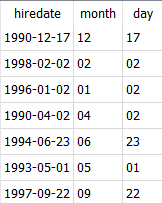 hiredate month day
1990-12-17 12 17
1998-02-02 02 02
1996-01-02 01 02
1990-04-02 04 02
1994-06-23 06 23
1993-05-01 05 01
1997-09-22 09 22